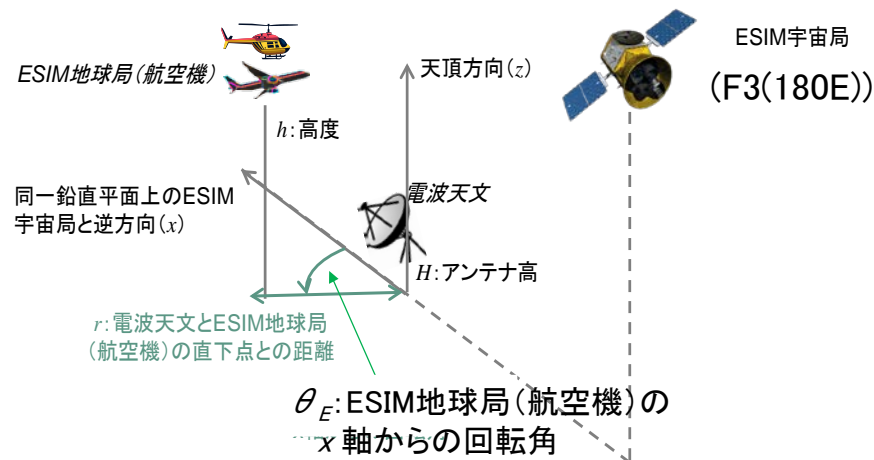 ESIM宇宙局
(F3(180E))
ESIM地球局(航空機)
天頂方向(z)
h:高度
同一鉛直平面上のESIM
宇宙局と逆方向(x)
電波天文
H:アンテナ高
r:電波天文とESIM地球局
(航空機)の直下点との距離
θE:ESIM地球局(航空機)の
x 軸からの回転角